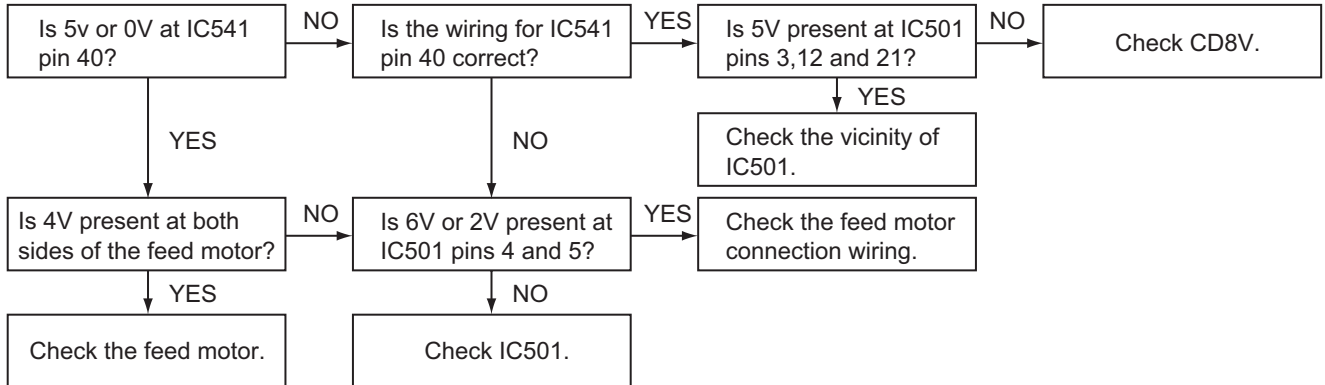 Is 5v or 0V at IC541
pin 40?
NO
Is the wiring for IC541
pin 40 correct?
YES
Is 5V present at IC501
pins 3,12 and 21?
NO
Check CD8V.
YES
Check the vicinity of
IC501.
YES
NO
Is 4V present at both
sides of the feed motor?
NO
Is 6V or 2V present at
IC501 pins 4 and 5?
YES
Check the feed motor
connection wiring.
YES
NO
Check the feed motor.
Check IC501.